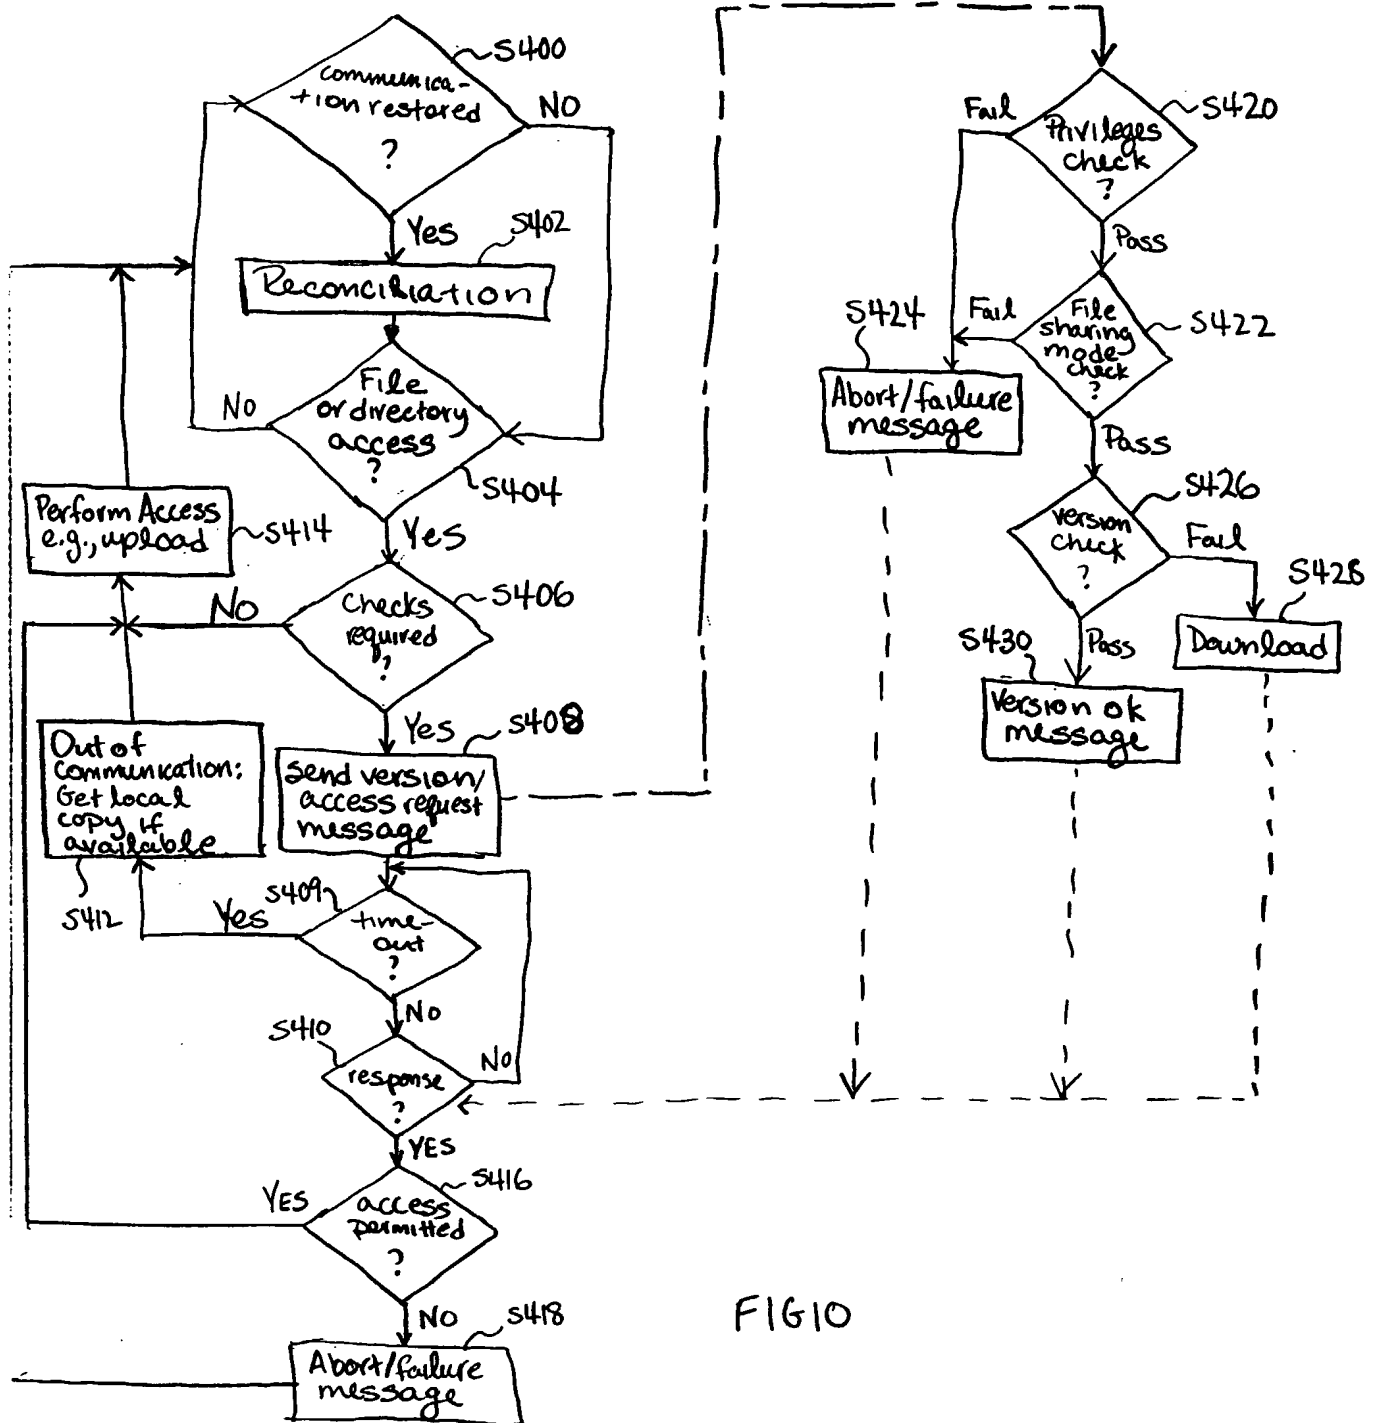 S400
communica-
tion restored
?
NO
Yes
S402
Reconciliation
File
or directory
access
?
NO
S404
Yes
Perform Access
e.g., upload
S414
Checks
required
?
S406
No
Yes
S408
Send version/
access request
message
Out of
communication:
Get local
copy if
available
S412
S409
time-
out
?
Yes
NO
S410
response
?
NO
YES
S416
access
permitted
?
YES
NO
S418
Abort/failure
message
S420
Privileges
check
?
Fail
Pass
S422
File
sharing
mode-
check
?
Fail
S424
Abort/failure
message
Pass
S426
version
check
?
Fail
S428
Download
Pass
S430
Version ok
message
FIG10